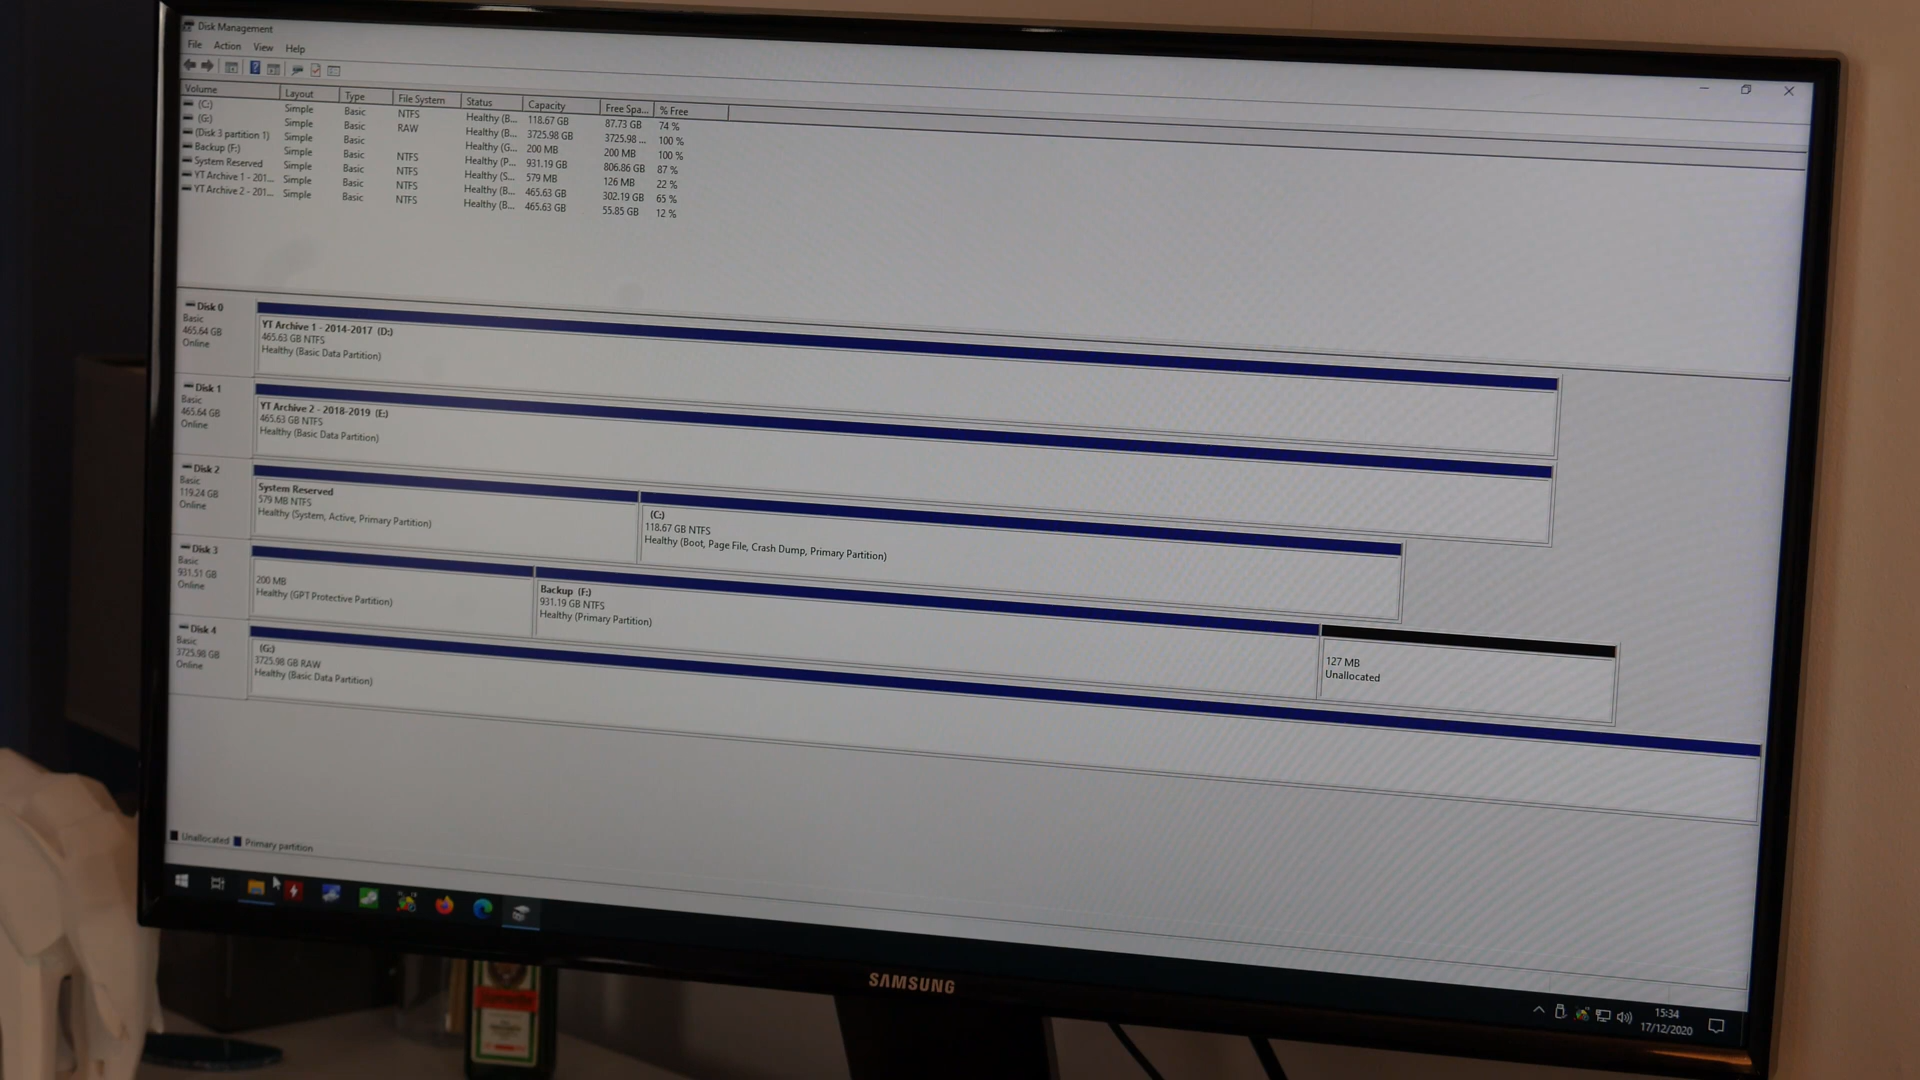 Disk Management
File Action View Help
Volume Layout Type File System Status Capacity Free Spa... % Free
(C:) Simple Basic NTFS Healthy (B... 118.67 GB 87.73 GB 74 %
(G:) Simple Basic RAW Healthy (B... 3725.98 GB 3725.98 ... 100 %
(Disk 3 partition 1) Simple Basic Healthy (G... 200 MB 200 MB 100 %
Backup (F:) Simple Basic NTFS Healthy (P... 931.19 GB 806.86 GB 87 %
System Reserved Simple Basic NTFS Healthy (S... 579 MB 126 MB 22 %
YT Archive 1 - 201... Simple Basic NTFS Healthy (B... 465.63 GB 302.19 GB 65 %
YT Archive 2 - 201... Simple Basic NTFS Healthy (B... 465.63 GB 55.85 GB 12 %
Disk 0
Basic
465.64 GB
Online
YT Archive 1 - 2014-2017 (D:)
465.63 GB NTFS
Healthy (Basic Data Partition)
Disk 1
Basic
465.64 GB
Online
YT Archive 2 - 2018-2019 (E:)
465.63 GB NTFS
Healthy (Basic Data Partition)
Disk 2
Basic
119.24 GB
Online
System Reserved
579 MB NTFS
Healthy (System, Active, Primary Partition)
(C:)
118.67 GB NTFS
Healthy (Boot, Page File, Crash Dump, Primary Partition)
Disk 3
Basic
931.51 GB
Online
200 MB
Healthy (GPT Protective Partition)
Backup (F:)
931.19 GB NTFS
Healthy (Primary Partition)
127 MB
Unallocated
Disk 4
Basic
3725.98 GB
Online
(G:)
3725.98 GB RAW
Healthy (Basic Data Partition)
Unallocated Primary partition
15:34
17/12/2020
SAMSUNG